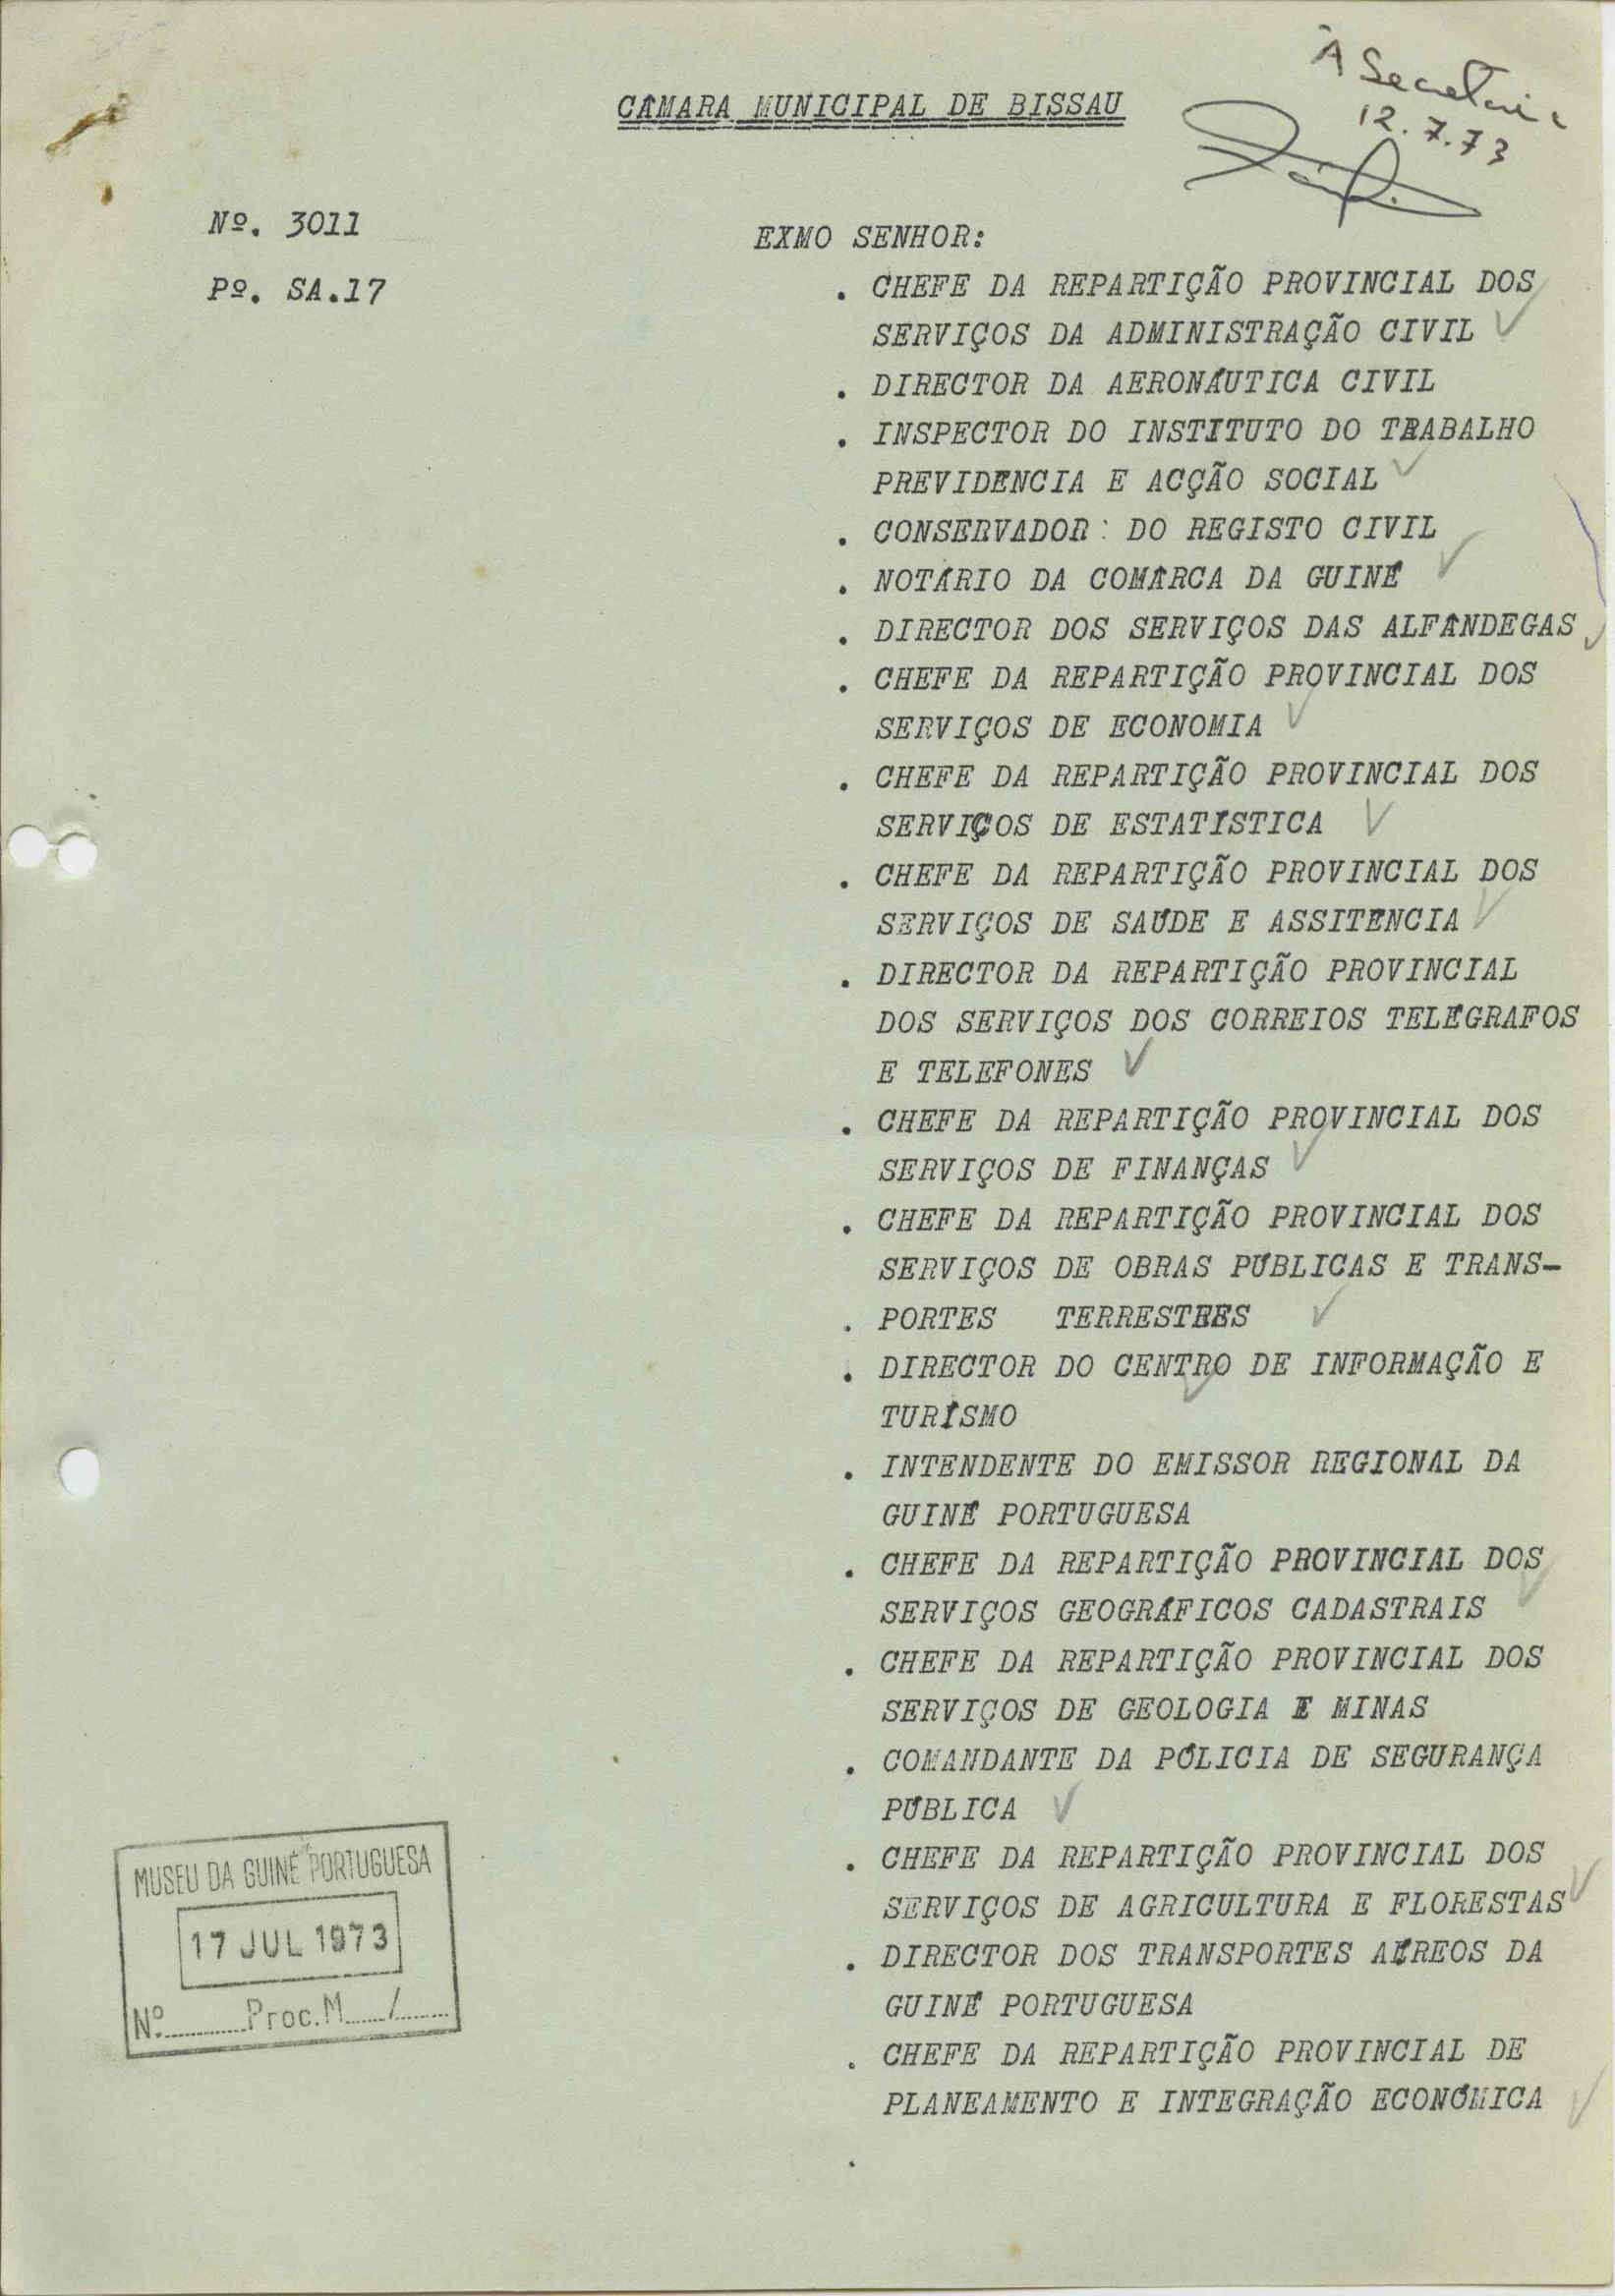 À Secretaria
12.7.73
CÂMARA MUNICIPAL DE BISSAU
Nº. 3011
Pº. SA.17
EXMO SENHOR:
. CHEFE DA REPARTIÇÃO PROVINCIAL DOS
SERVIÇOS DA ADMINISTRAÇÃO CIVIL
. DIRECTOR DA AERONÁUTICA CIVIL
. INSPECTOR DO INSTITUTO DO TRABALHO
PREVIDÊNCIA E ACÇÃO SOCIAL
. CONSERVADOR DO REGISTO CIVIL
. NOTÁRIO DA COMARCA DA GUINÉ
. DIRECTOR DOS SERVIÇOS DAS ALFÂNDEGAS
. CHEFE DA REPARTIÇÃO PROVINCIAL DOS
SERVIÇOS DE ECONOMIA
. CHEFE DA REPARTIÇÃO PROVINCIAL DOS
SERVIÇOS DE ESTATÍSTICA
. CHEFE DA REPARTIÇÃO PROVINCIAL DOS
SERVIÇOS DE SAÚDE E ASSITÊNCIA
. DIRECTOR DA REPARTIÇÃO PROVINCIAL
DOS SERVIÇOS DOS CORREIOS TELÉGRAFOS
E TELEFONES
. CHEFE DA REPARTIÇÃO PROVINCIAL DOS
SERVIÇOS DE FINANÇAS
. CHEFE DA REPARTIÇÃO PROVINCIAL DOS
SERVIÇOS DE OBRAS PÚBLICAS E TRANS-
. PORTES TERRESTRES
. DIRECTOR DO CENTRO DE INFORMAÇÃO E
TURÍSMO
. INTENDENTE DO EMISSOR REGIONAL DA
GUINÉ PORTUGUESA
. CHEFE DA REPARTIÇÃO PROVINCIAL DOS
SERVIÇOS GEOGRÁFICOS CADASTRAIS
. CHEFE DA REPARTIÇÃO PROVINCIAL DOS
SERVIÇOS DE GEOLOGIA E MINAS
. COMANDANTE DA PÓLICIA DE SEGURANÇA
PÚBLICA
. CHEFE DA REPARTIÇÃO PROVINCIAL DOS
SERVIÇOS DE AGRICULTURA E FLORESTAS
. DIRECTOR DOS TRANSPORTES AÉREOS DA
GUINÉ PORTUGUESA
. CHEFE DA REPARTIÇÃO PROVINCIAL DE
PLANEAMENTO E INTEGRAÇÃO ECONÓMICA
.
MUSEU DA GUINÉ PORTUGUESA
17 JUL 1973
Nº.........Proc.M....../......